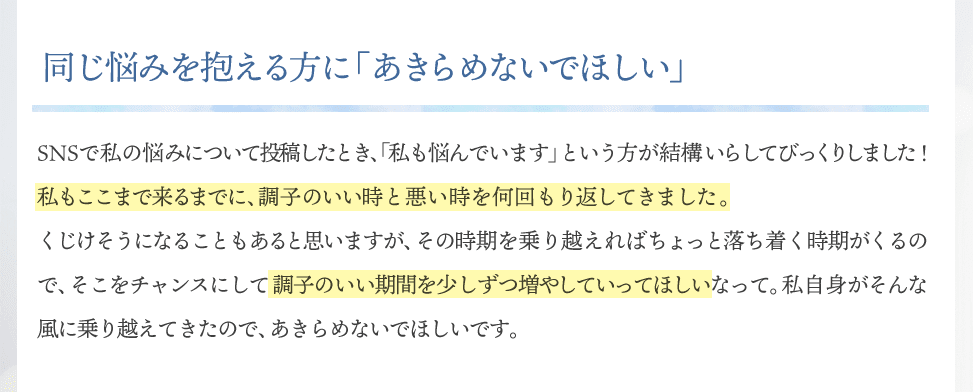 同じ悩みを抱える方に「あきらめないでほしい」
SNSで私の悩みについて投稿したとき、「私も悩んでいます」という方が結構いらしてびっくりしました！
私もここまで来るまでに、調子のいい時と悪い時を何回もり返してきました。
くじけそうになることもあると思いますが、その時期を乗り越えればちょっと落ち着く時期がくるの
で、そこをチャンスにして調子のいい期間を少しずつ増やしていってほしいなって。私自身がそんな
風に乗り越えてきたので、あきらめないでほしいです。